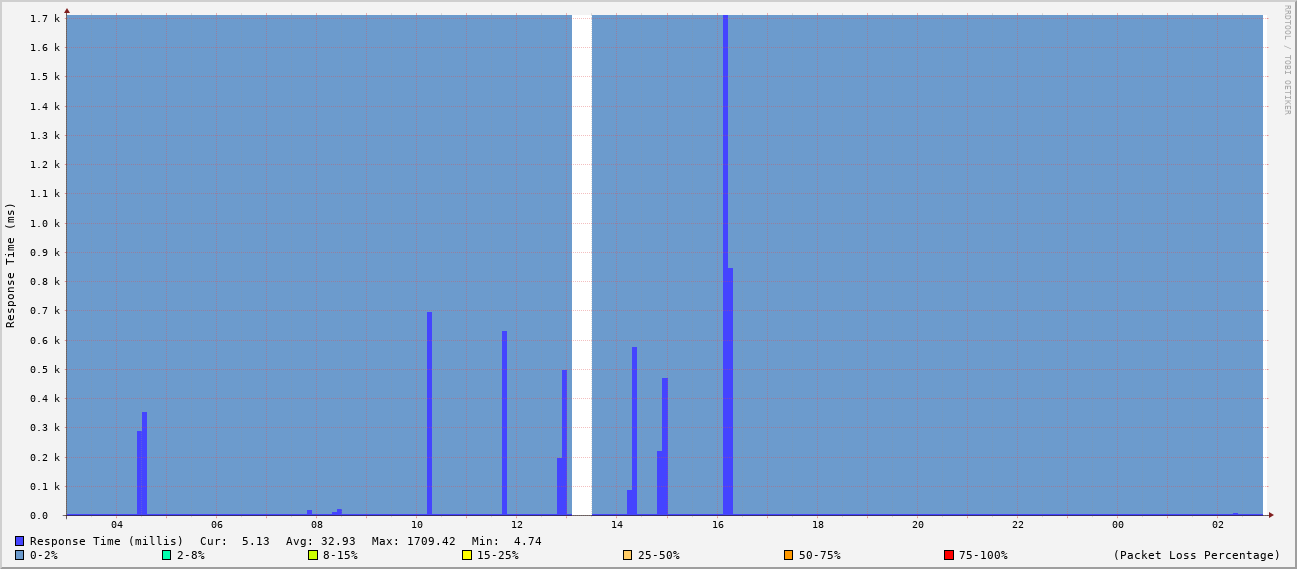 RRDTOOL / TOBI OETIKER
Response Time (ms)
1.7 k
1.6 k
1.5 k
1.4 k
1.3 k
1.2 k
1.1 k
1.0 k
0.9 k
0.8 k
0.7 k
0.6 k
0.5 k
0.4 k
0.3 k
0.2 k
0.1 k
0.0
04 06 08 10 12 14 16 18 20 22 00 02
Response Time (millis) Cur: 5.13 Avg: 32.93 Max: 1709.42 Min: 4.74
0-2% 2-8% 8-15% 15-25% 25-50% 50-75% 75-100% (Packet Loss Percentage)